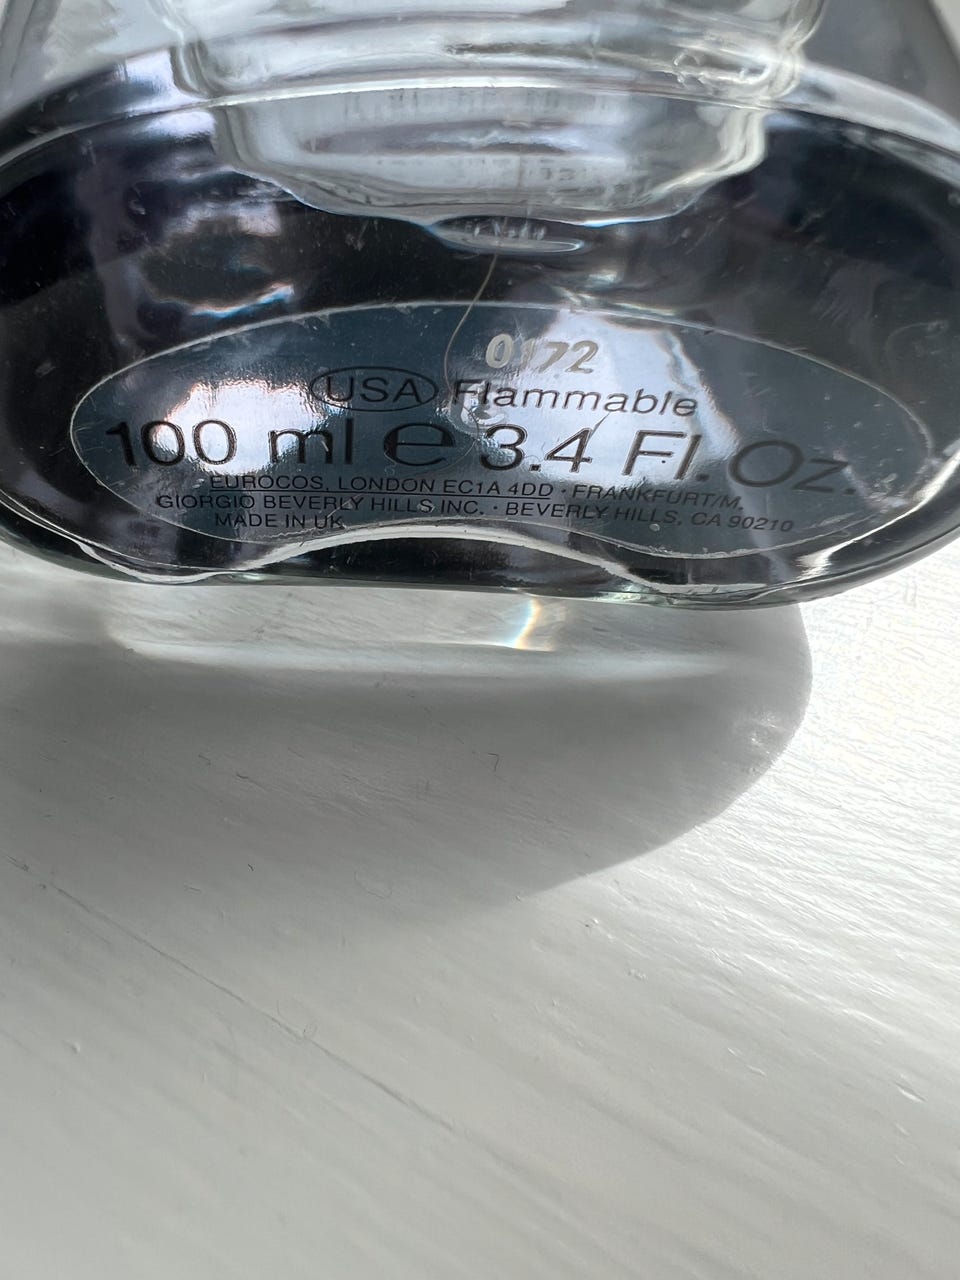 0172
USA Flammable
100 ml e 3.4 Fl. Oz.
EUROCOS, LONDON EC1A 4DD · FRANKFURT/M.
GIORGIO BEVERLY HILLS INC. · BEVERLY HILLS, CA 90210
MADE IN UK